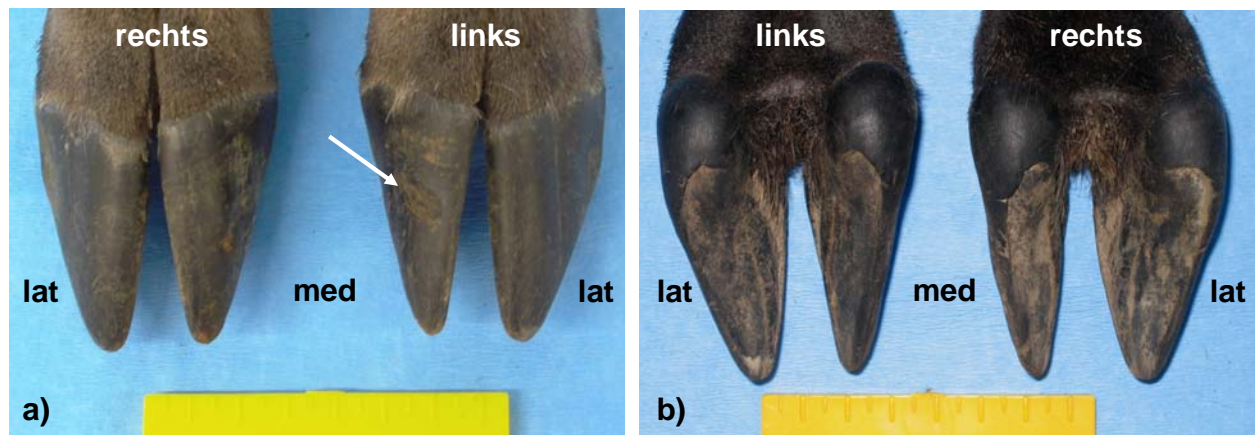 rechts
links
lat
med
lat
a)
links
rechts
lat
med
lat
b)